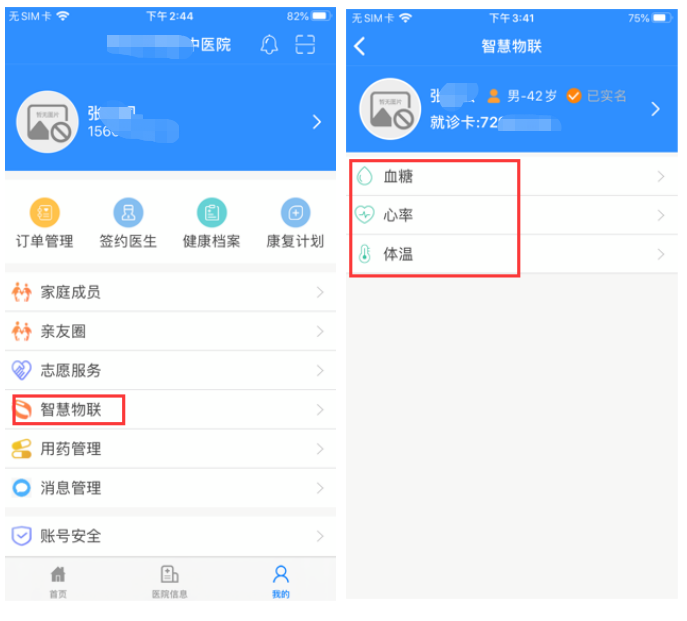 无SIM卡 下午2:44 82%
中医院
张
156
订单管理 签约医生 健康档案 康复计划
家庭成员
亲友圈
志愿服务
智慧物联
用药管理
消息管理
账号安全
首页 医院信息 我的
无SIM卡 下午3:41 75%
智慧物联
张 男-42岁 已实名
就诊卡:72
血糖
心率
体温